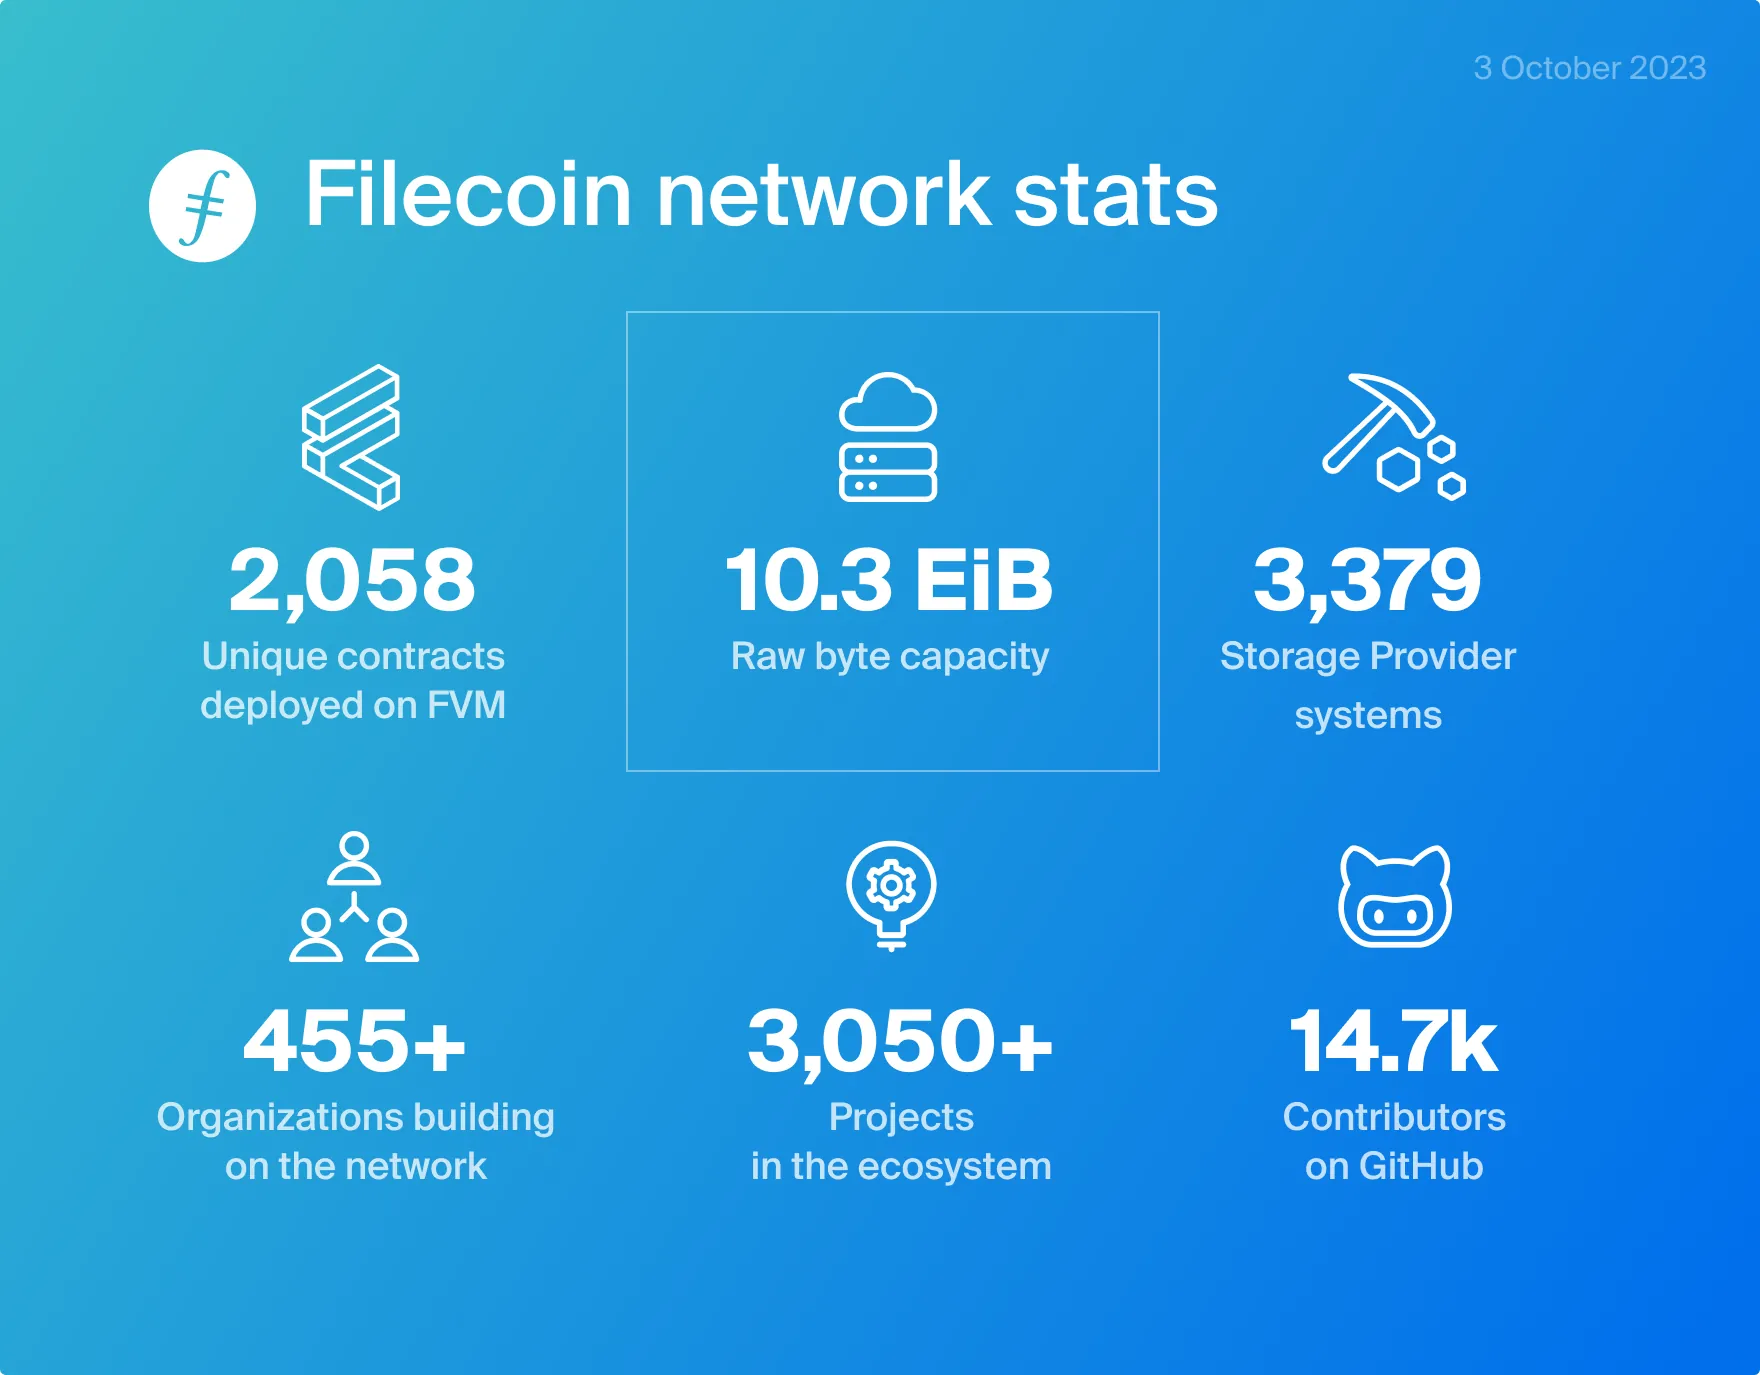 3 October 2023
Filecoin network stats
2,058
Unique contracts
deployed on FVM
10.3 EiB
Raw byte capacity
3,379
Storage Provider
systems
455+
Organizations building
on the network
3,050+
Projects
in the ecosystem
14.7k
Contributors
on GitHub